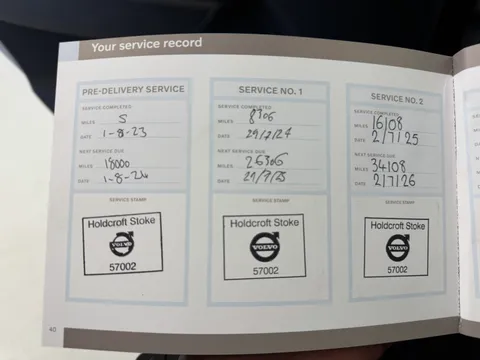 Your service record
PRE-DELIVERY SERVICE
SERVICE COMPLETED
MILES 5
DATE 1-8-23
NEXT SERVICE DUE
MILES 18000
DATE 1-8-24
SERVICE STAMP
Holdcroft Stoke
VOLVO
57002
SERVICE NO. 1
SERVICE COMPLETED
MILES 8306
DATE 29/7/24
NEXT SERVICE DUE
MILES 26306
DATE 29/7/25
SERVICE STAMP
Holdcroft Stoke
VOLVO
57002
SERVICE NO. 2
SERVICE COMPLETED
MILES 16108
DATE 2/7/25
NEXT SERVICE DUE
MILES 34108
DATE 2/7/26
SERVICE STAMP
Holdcroft Stoke
VOLVO
57002
40